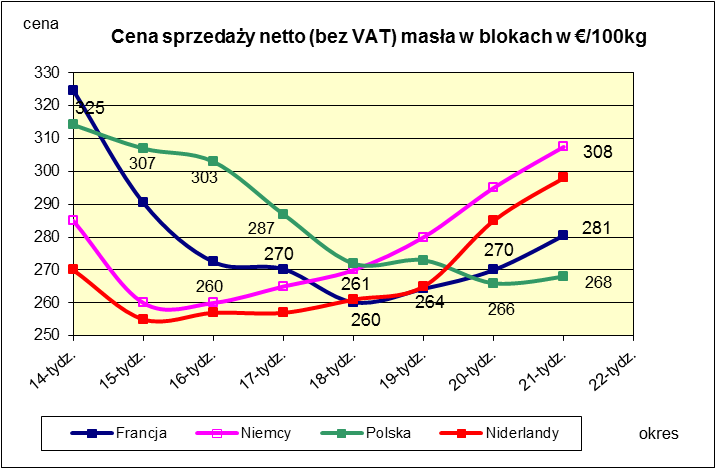 cena
Cena sprzedaży netto (bez VAT) masła w blokach w €/100kg
330
320
310
300
290
280
270
260
250
325
307
303
287
270
260
261
260
264
270
266
308
281
268
14-tydz.
15-tydz.
16-tydz.
17-tydz.
18-tydz.
19-tydz.
20-tydz.
21-tydz.
22-tydz.
Francja Niemcy Polska Niderlandy
okres